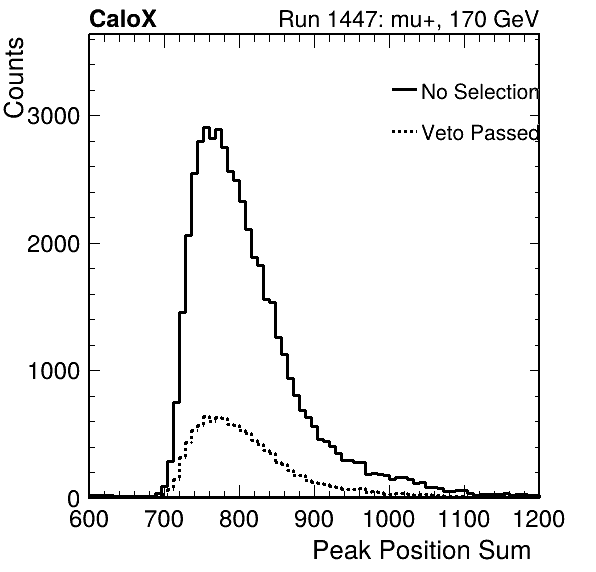 CaloX Run 1447: mu+, 170 GeV
Counts
No Selection
Veto Passed
3000
2000
1000
0
600 700 800 900 1000 1100 1200
Peak Position Sum